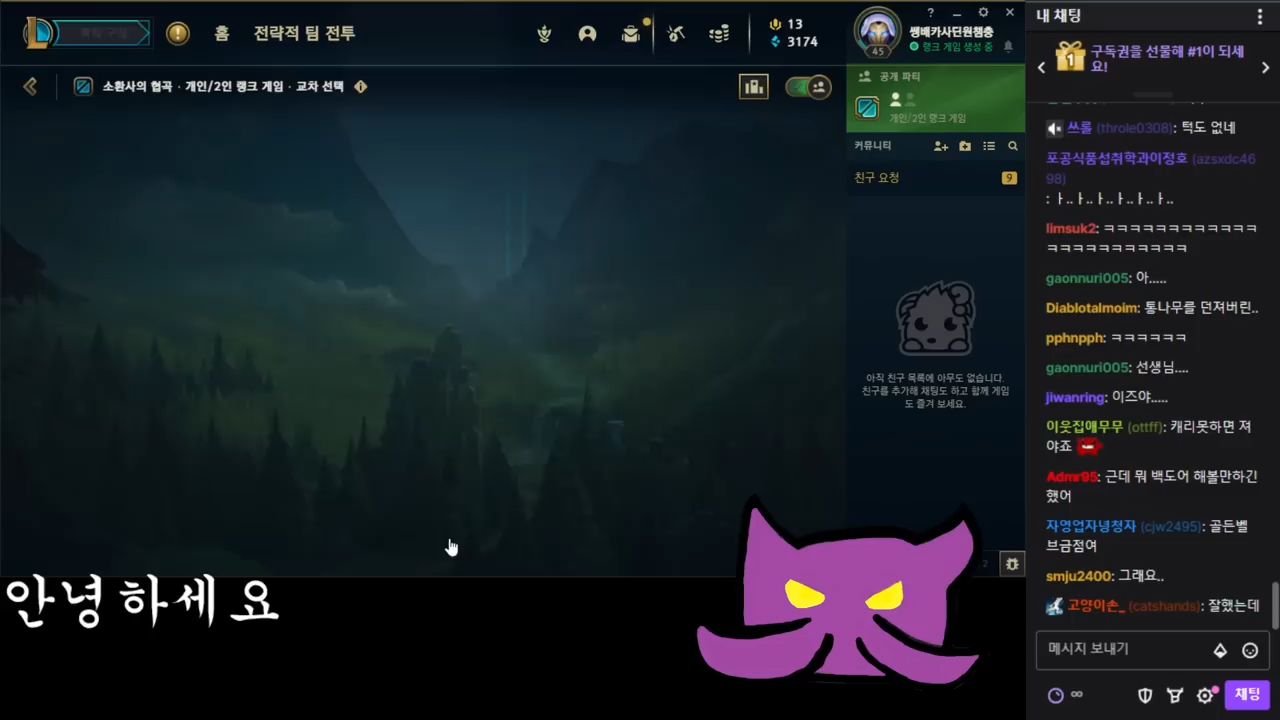 홈
전략적 팀 전투
13
3174
쌩배카사딘원챔충
45
랭크 게임 생성 중
소환사의 협곡 · 개인/2인 랭크 게임 · 교차 선택
공개 파티
개인/2인 랭크 게임
커뮤니티
친구 요청
9
아직 친구 목록에 아무도 없습니다.
친구를 추가해 채팅도 하고 함께 게임
도 즐겨 보세요.
안녕하세요
내 채팅
1
구독권을 선물해 #1이 되세
요!
쓰롤 (throle0308): 턱도 없네
포공식품섭취학과이정호 (azsxdc46
98)
: ㅏ..ㅏ..ㅏ..ㅏ..ㅏ..ㅏ..
limsuk2: ㅋㅋㅋㅋㅋㅋㅋㅋㅋㅋㅋㅋ
ㅋㅋㅋㅋㅋㅋㅋㅋㅋㅋㅋ
gaonnuri005: 아.....
Diablotalmoim: 통나무를 던져버린..
pphnpph: ㅋㅋㅋㅋㅋㅋ
gaonnuri005: 선생님....
jiwanring: 이즈야.....
이웃집애무무 (ottff): 캐리못하면 져
야죠
Admr95: 근데 뭐 백도어 해볼만하긴
했어
자영업자녕청자 (cjw2495): 골든벨
브금점여
smju2400: 그래요..
고양이손_ (catshands): 잘했는데
메시지 보내기
채팅